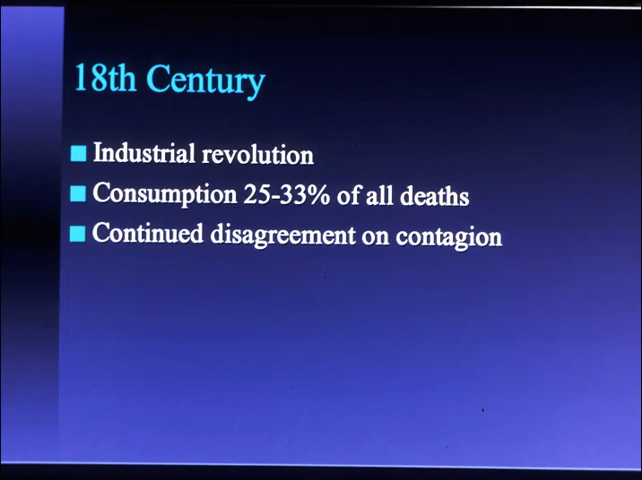 18th Century
Industrial revolution
Consumption 25-33% of all deaths
Continued disagreement on contagion